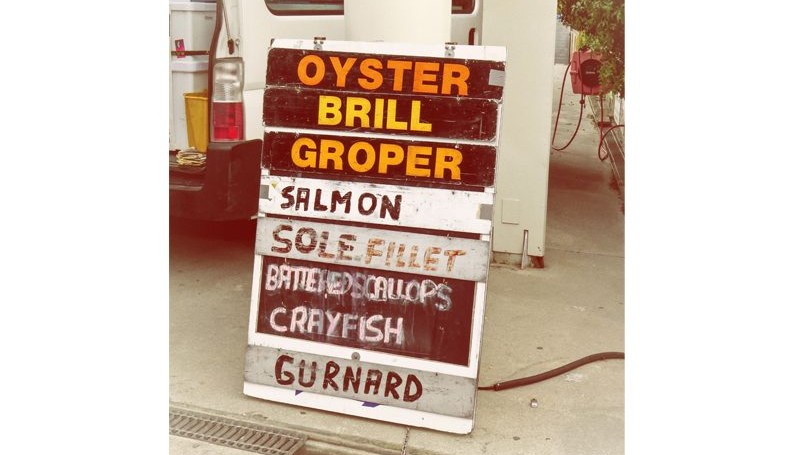 OYSTER
BRILL
GROPER
SALMON
SOLE FILLET
BATTERED SCALLOPS
CRAYFISH
GURNARD